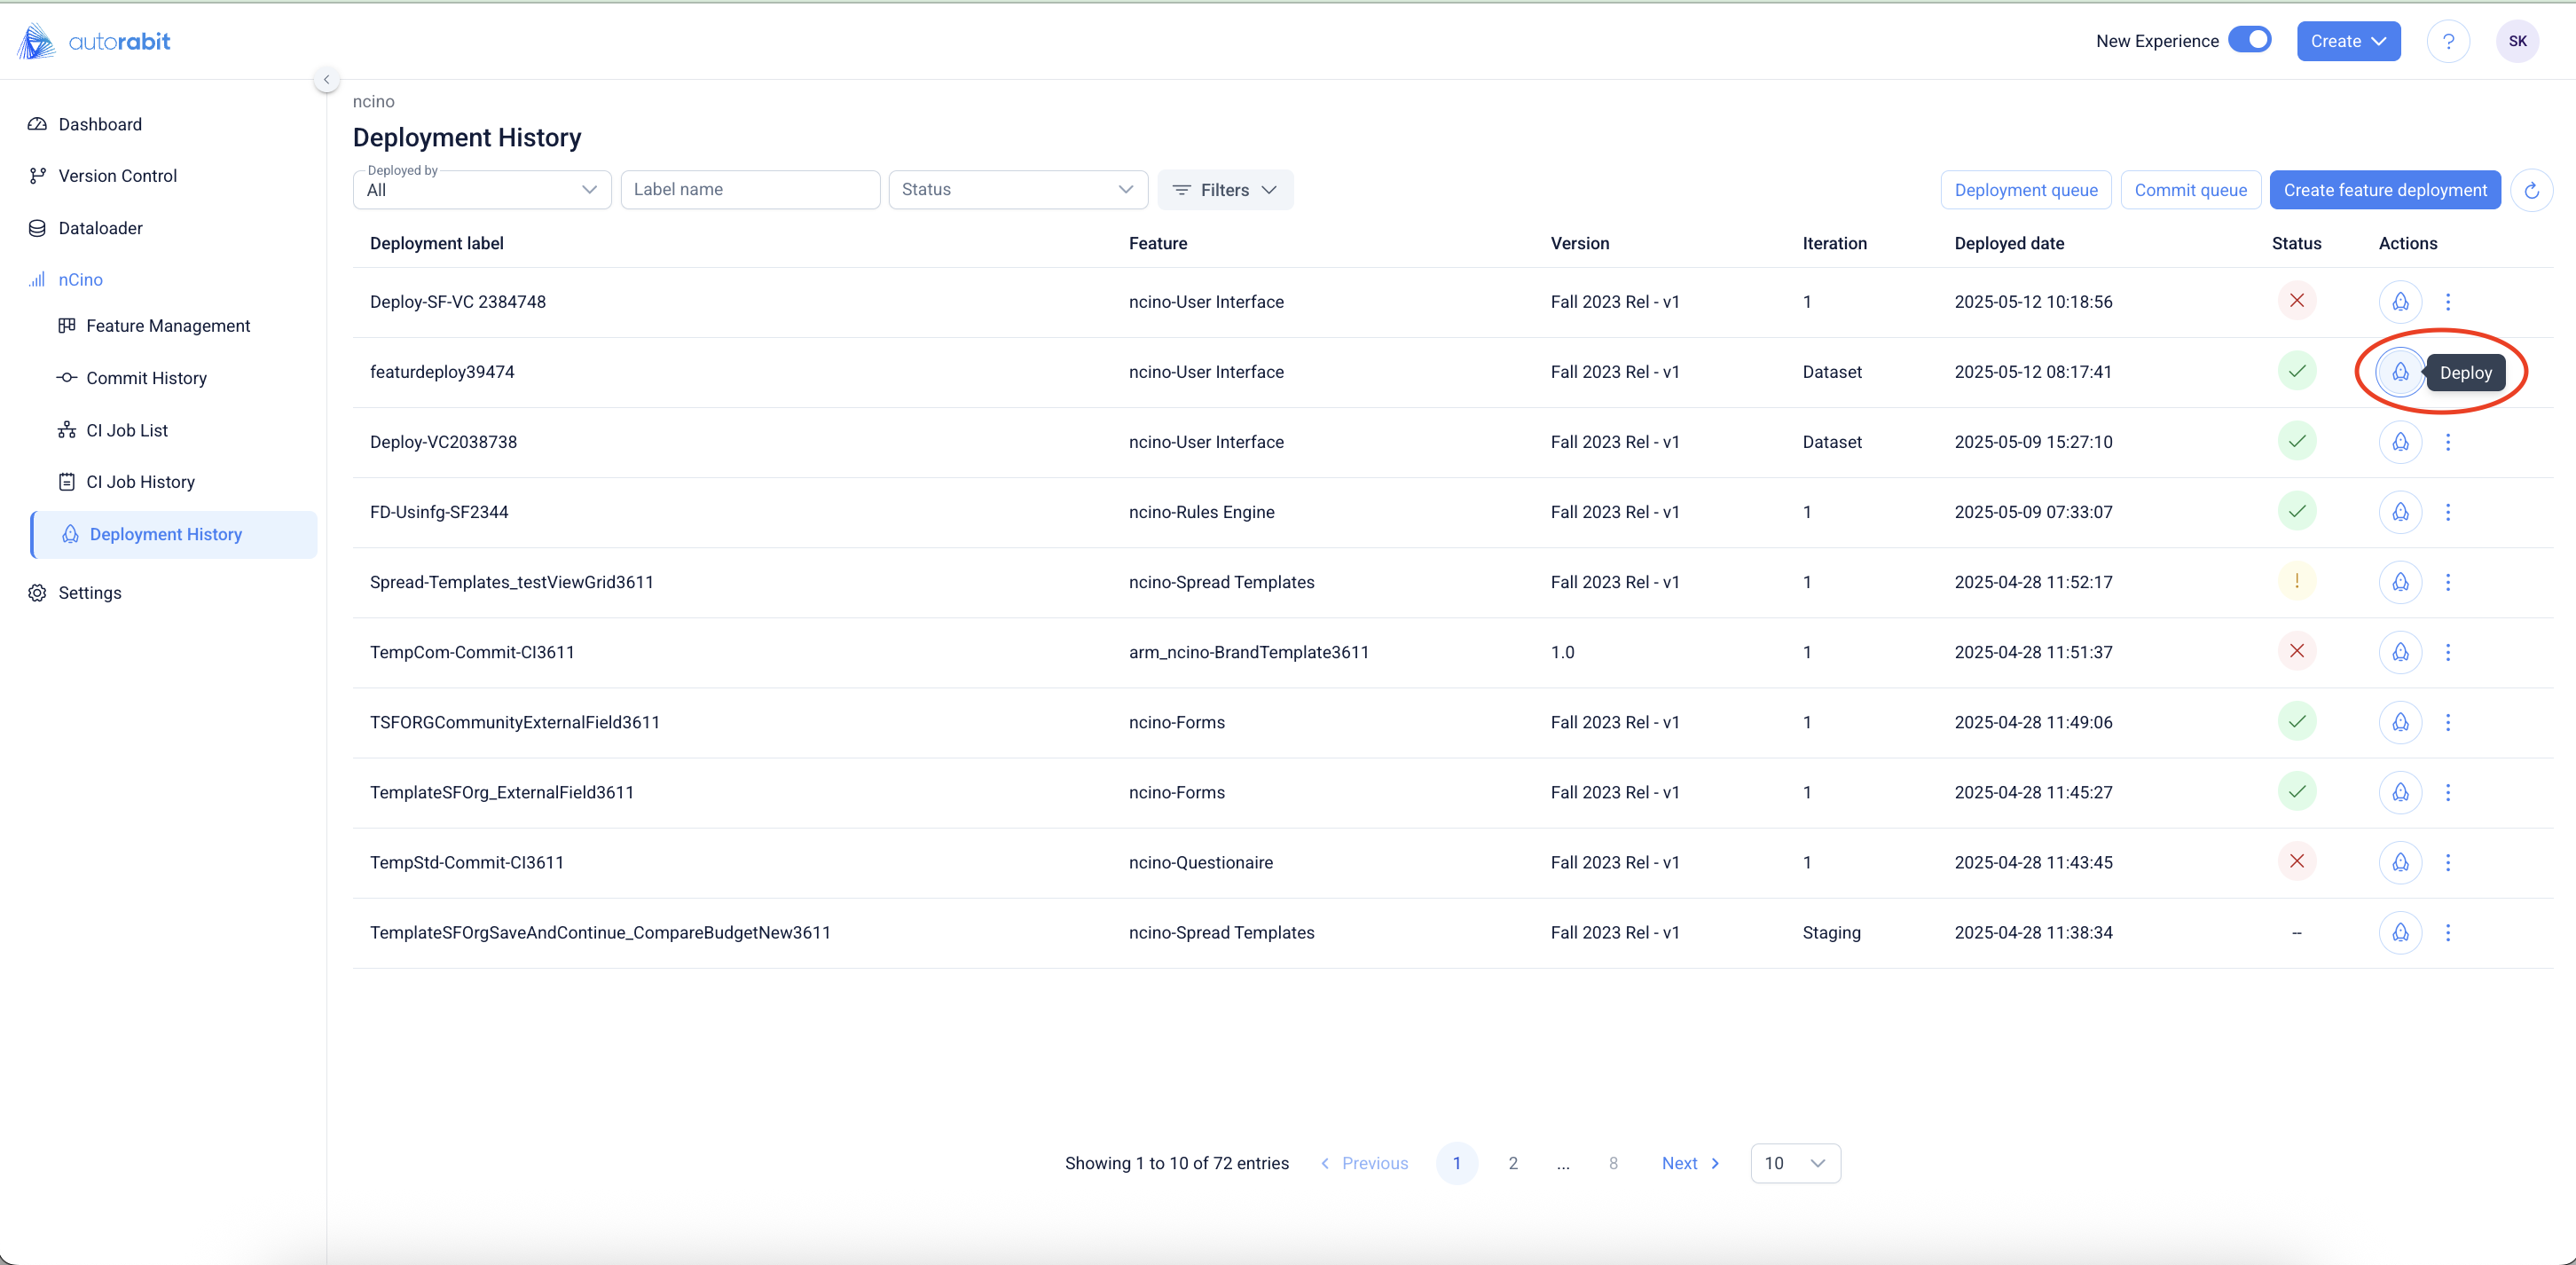 autorabit
New Experience
Create
?
SK
Dashboard
Version Control
Dataloader
nCino
Feature Management
Commit History
CI Job List
CI Job History
Deployment History
Settings
ncino
Deployment History
Deployed by
All
Label name
Status
Filters
Deployment queue
Commit queue
Create feature deployment
Deployment label Feature Version Iteration Deployed date Status Actions
Deploy-SF-VC 2384748 ncino-User Interface Fall 2023 Rel - v1 1 2025-05-12 10:18:56
featurdeploy39474 ncino-User Interface Fall 2023 Rel - v1 Dataset 2025-05-12 08:17:41 Deploy
Deploy-VC2038738 ncino-User Interface Fall 2023 Rel - v1 Dataset 2025-05-09 15:27:10
FD-Usinfg-SF2344 ncino-Rules Engine Fall 2023 Rel - v1 1 2025-05-09 07:33:07
Spread-Templates_testViewGrid3611 ncino-Spread Templates Fall 2023 Rel - v1 1 2025-04-28 11:52:17 !
TempCom-Commit-CI3611 arm_ncino-BrandTemplate3611 1.0 1 2025-04-28 11:51:37
TSFORGCommunityExternalField3611 ncino-Forms Fall 2023 Rel - v1 1 2025-04-28 11:49:06
TemplateSFOrg_ExternalField3611 ncino-Forms Fall 2023 Rel - v1 1 2025-04-28 11:45:27
TempStd-Commit-CI3611 ncino-Questionaire Fall 2023 Rel - v1 1 2025-04-28 11:43:45
TemplateSFOrgSaveAndContinue_CompareBudgetNew3611 ncino-Spread Templates Fall 2023 Rel - v1 Staging 2025-04-28 11:38:34 --
Showing 1 to 10 of 72 entries Previous 1 2 ... 8 Next 10